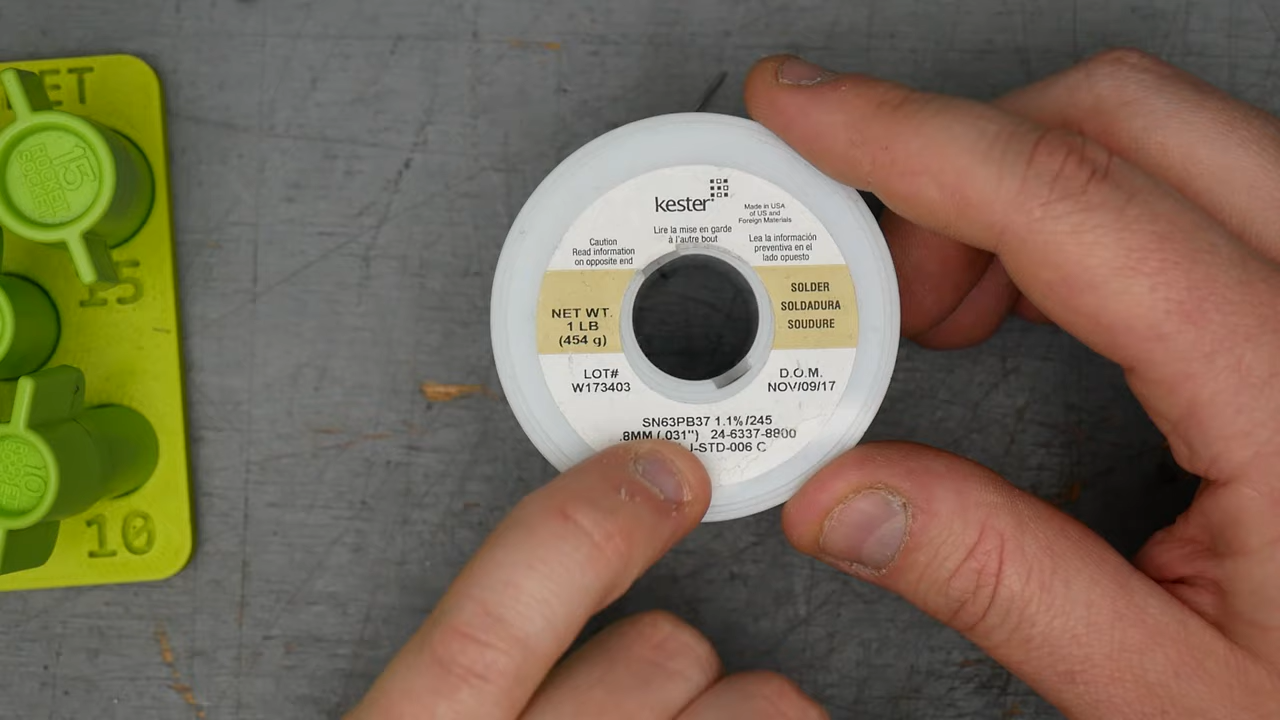 15
ROCKET
SOCKET
15
10
10
kester
Made in USA
of US and
Foreign Materials
Lire la mise en garde
à l'autre bout
Caution
Read information
on opposite end
Lea la información
preventiva en el
lado opuesto
NET WT.
1 LB
(454 g)
SOLDER
SOLDADURA
SOUDURE
LOT#
W173403
D.O.M.
NOV/09/17
SN63PB37 1.1%/245
.8MM (.031") 24-6337-8800
J-STD-006 C